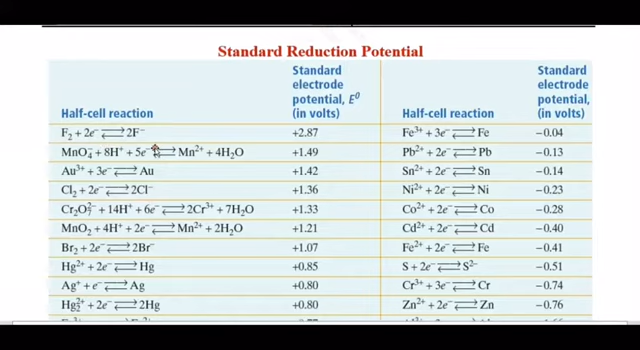 Standard Reduction Potential
Half-cell reaction Standard electrode potential, E⁰ (in volts) Half-cell reaction Standard electrode potential, (in volts)
F₂ + 2e⁻ ⇌ 2F⁻ +2.87 Fe³⁺ + 3e⁻ ⇌ Fe −0.04
MnO₄⁻ + 8H⁺ + 5e⁻ ⇌ Mn²⁺ + 4H₂O +1.49 Pb²⁺ + 2e⁻ ⇌ Pb −0.13
Au³⁺ + 3e⁻ ⇌ Au +1.42 Sn²⁺ + 2e⁻ ⇌ Sn −0.14
Cl₂ + 2e⁻ ⇌ 2Cl⁻ +1.36 Ni²⁺ + 2e⁻ ⇌ Ni −0.23
Cr₂O₇²⁻ + 14H⁺ + 6e⁻ ⇌ 2Cr³⁺ + 7H₂O +1.33 Co²⁺ + 2e⁻ ⇌ Co −0.28
MnO₂ + 4H⁺ + 2e⁻ ⇌ Mn²⁺ + 2H₂O +1.21 Cd²⁺ + 2e⁻ ⇌ Cd −0.40
Br₂ + 2e⁻ ⇌ 2Br⁻ +1.07 Fe²⁺ + 2e⁻ ⇌ Fe −0.41
Hg²⁺ + 2e⁻ ⇌ Hg +0.85 S + 2e⁻ ⇌ S²⁻ −0.51
Ag⁺ + e⁻ ⇌ Ag +0.80 Cr³⁺ + 3e⁻ ⇌ Cr −0.74
Hg₂²⁺ + 2e⁻ ⇌ 2Hg +0.80 Zn²⁺ + 2e⁻ ⇌ Zn −0.76